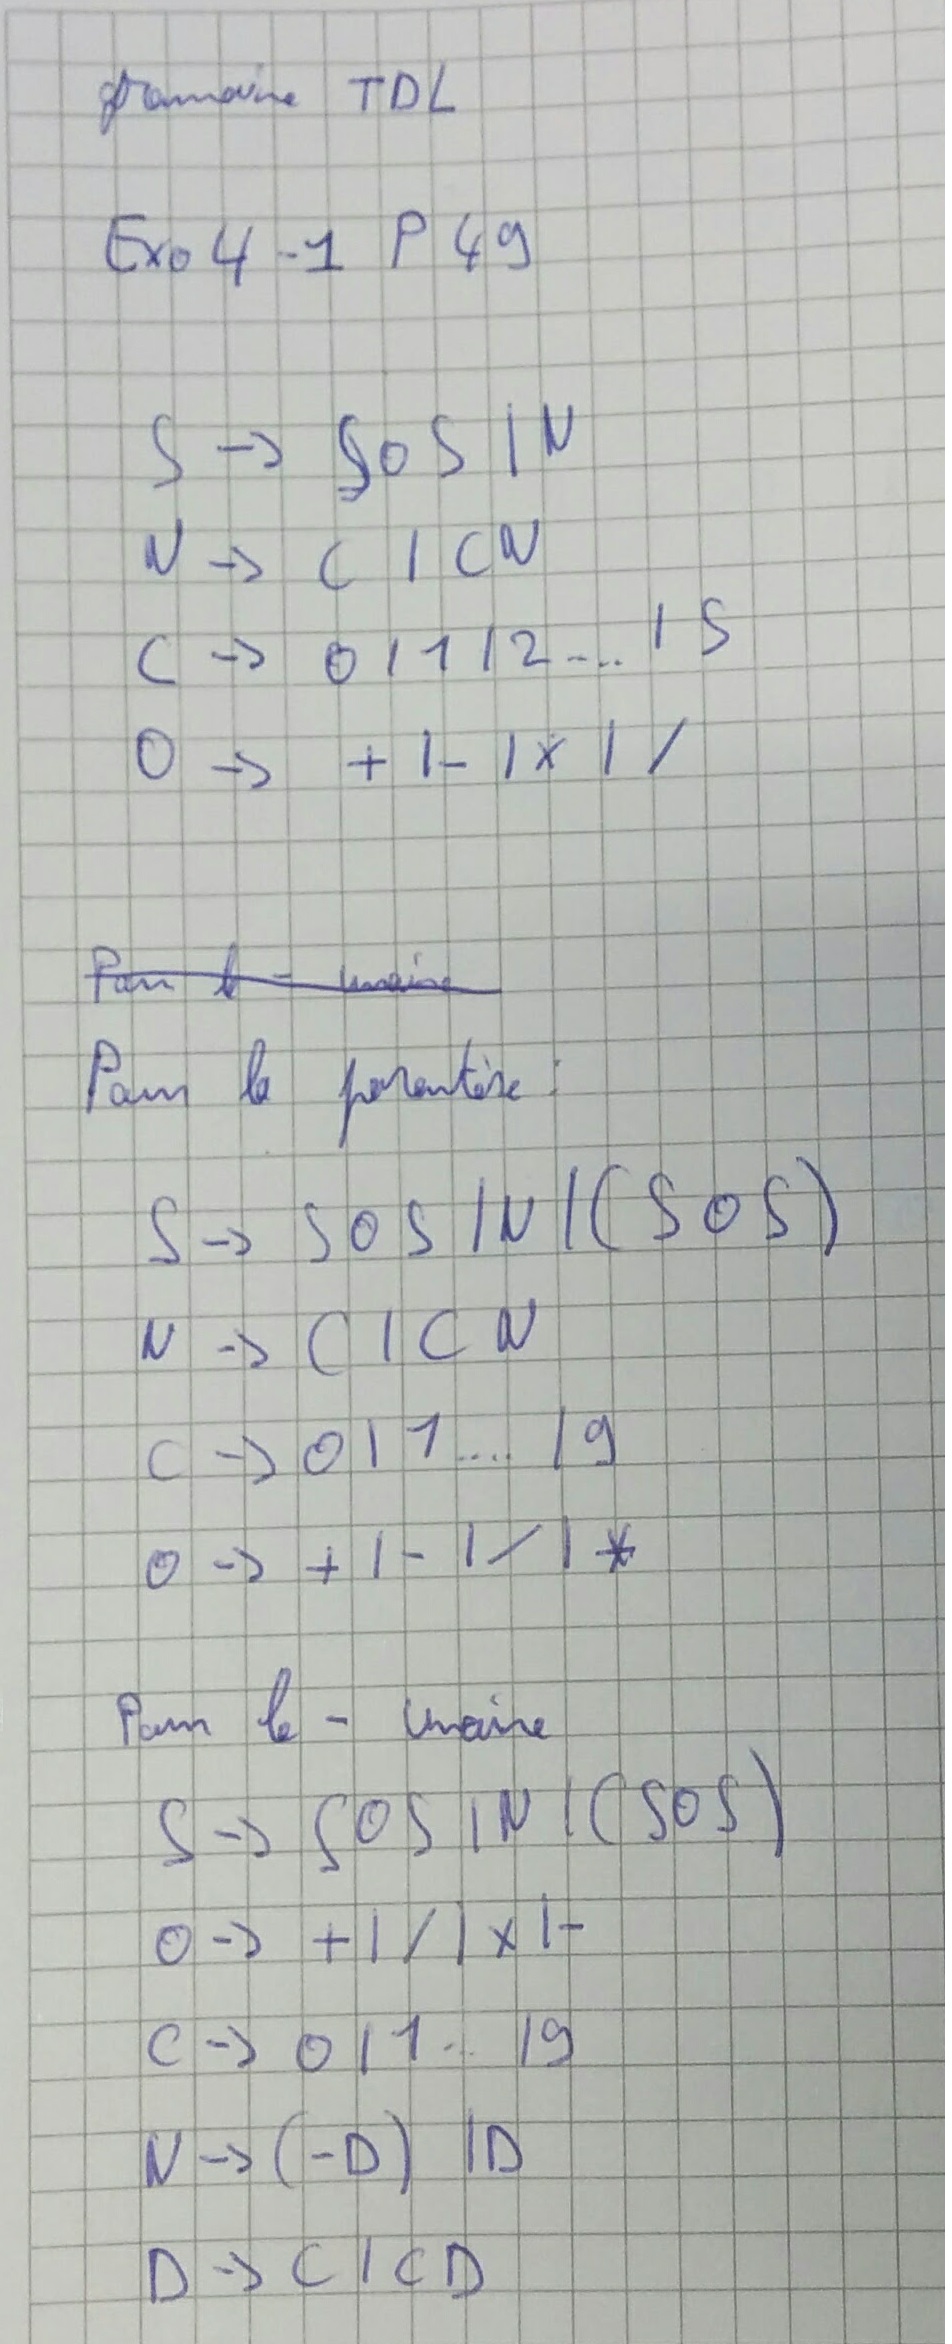 grammaire TDL
Exo 4-1 P 49
S -> SOS | N
N -> C | CN
C -> 0 | 1 | 2 .... | 9
O -> + | - | x | /
Pour le - unaire
Pour la parentèse :
S -> SOS | N | (SOS)
N -> C | CN
C -> 0 | 1 .... | 9
O -> + | - | / | *
Pour le - unaire
S -> SOS | N | (SOS)
O -> + | / | x | -
C -> 0 | 1 .. | 9
N -> (-D) | D
D -> C | CD